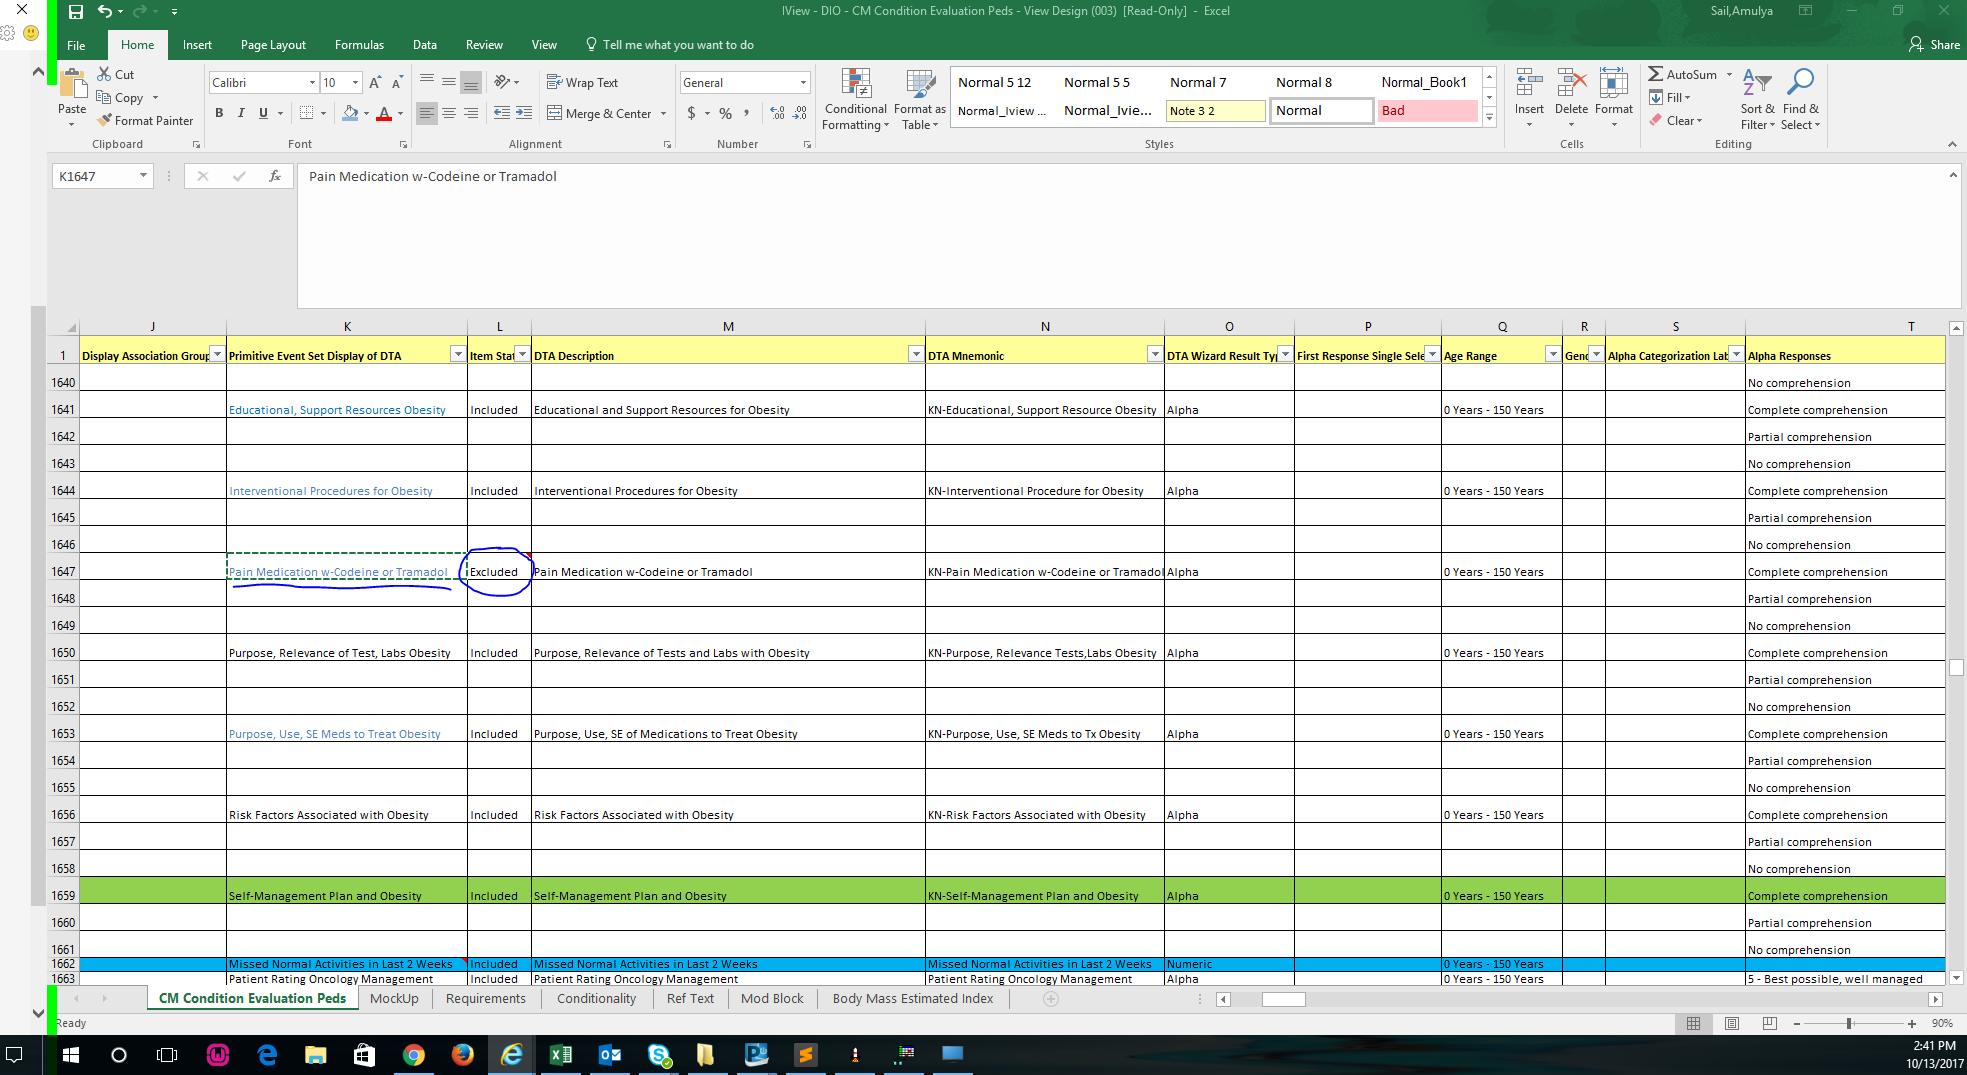 IView - DIO - CM Condition Evaluation Peds - View Design (003) [Read-Only] - Excel
Sail,Amulya
File Home Insert Page Layout Formulas Data Review View Tell me what you want to do Share
Paste Cut Copy Format Painter
Calibri 10
B I U
Wrap Text Merge & Center
General
$ % ,
Conditional Formatting Format as Table
Normal 5 12 Normal 5 5 Normal 7 Normal 8 Normal_Book1
Normal_Iview ... Normal_Ivie... Note 3 2 Normal Bad
Insert Delete Format
AutoSum Fill Clear Sort & Filter Find & Select
Clipboard Font Alignment Number Styles Cells Editing
K1647 fx Pain Medication w-Codeine or Tramadol
J K L M N O P Q R S T
1 Display Association Group Primitive Event Set Display of DTA Item Stat DTA Description DTA Mnemonic DTA Wizard Result Ty First Response Single Sele Age Range Genc Alpha Categorization Lab Alpha Responses
1640 No comprehension
1641 Educational, Support Resources Obesity Included Educational and Support Resources for Obesity KN-Educational, Support Resource Obesity Alpha 0 Years - 150 Years Complete comprehension
1642 Partial comprehension
1643 No comprehension
1644 Interventional Procedures for Obesity Included Interventional Procedures for Obesity KN-Interventional Procedure for Obesity Alpha 0 Years - 150 Years Complete comprehension
1645 Partial comprehension
1646 No comprehension
1647 Pain Medication w-Codeine or Tramadol Excluded Pain Medication w-Codeine or Tramadol KN-Pain Medication w-Codeine or Tramadol Alpha 0 Years - 150 Years Complete comprehension
1648 Partial comprehension
1649 No comprehension
1650 Purpose, Relevance of Test, Labs Obesity Included Purpose, Relevance of Tests and Labs with Obesity KN-Purpose, Relevance Tests,Labs Obesity Alpha 0 Years - 150 Years Complete comprehension
1651 Partial comprehension
1652 No comprehension
1653 Purpose, Use, SE Meds to Treat Obesity Included Purpose, Use, SE of Medications to Treat Obesity KN-Purpose, Use, SE Meds to Tx Obesity Alpha 0 Years - 150 Years Complete comprehension
1654 Partial comprehension
1655 No comprehension
1656 Risk Factors Associated with Obesity Included Risk Factors Associated with Obesity KN-Risk Factors Associated with Obesity Alpha 0 Years - 150 Years Complete comprehension
1657 Partial comprehension
1658 No comprehension
1659 Self-Management Plan and Obesity Included Self-Management Plan and Obesity KN-Self-Management Plan and Obesity Alpha 0 Years - 150 Years Complete comprehension
1660 Partial comprehension
1661 No comprehension
1662 Missed Normal Activities in Last 2 Weeks Included Missed Normal Activities in Last 2 Weeks Missed Normal Activities in Last 2 Weeks Numeric 0 Years - 150 Years
1663 Patient Rating Oncology Management Included Patient Rating Oncology Management Patient Rating Oncology Management Alpha 0 Years - 150 Years 5 - Best possible, well managed
CM Condition Evaluation Peds MockUp Requirements Conditionality Ref Text Mod Block Body Mass Estimated Index
Ready 90%
2:41 PM
10/13/2017